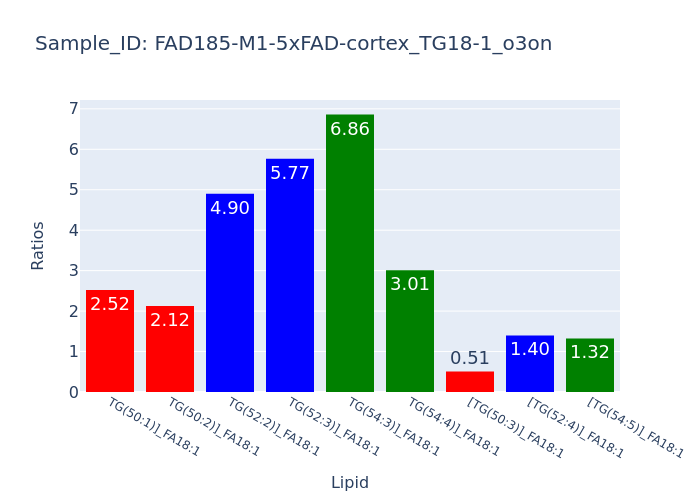 Sample_ID: FAD185-M1-5xFAD-cortex_TG18-1_o3on
Ratios
7
6
5
4
3
2
1
0
2.52
2.12
4.90
5.77
6.86
3.01
0.51
1.40
1.32
TG(50:1)]_FA18:1
TG(50:2)]_FA18:1
TG(52:2)]_FA18:1
TG(52:3)]_FA18:1
TG(54:3)]_FA18:1
TG(54:4)]_FA18:1
[TG(50:3)]_FA18:1
[TG(52:4)]_FA18:1
[TG(54:5)]_FA18:1
Lipid